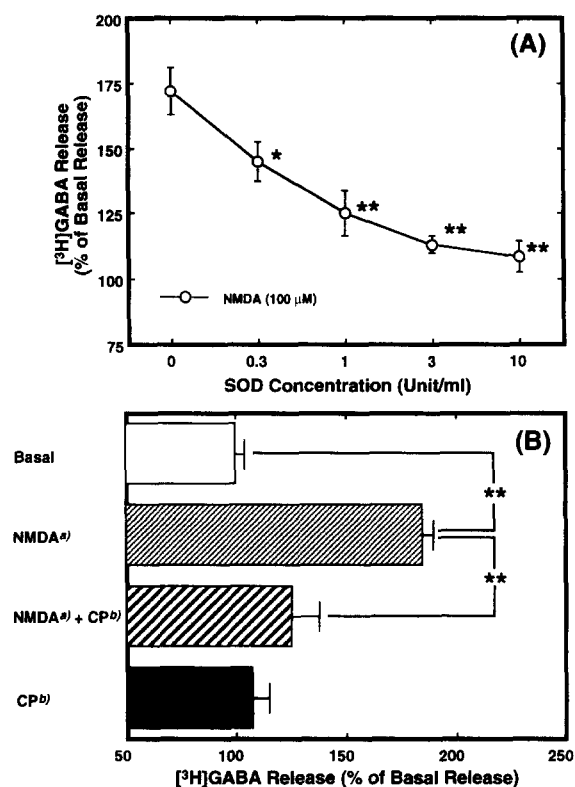 (A)
200
175
150
125
100
75
[³H]GABA Release
(% of Basal Release)
*
**
**
**
NMDA (100 μM)
0 0.3 1 3 10
SOD Concentration (Unit/ml)
(B)
Basal
NMDAᵃ⁾
NMDAᵃ⁾ + CPᵇ⁾
CPᵇ⁾
**
**
50 100 150 200 250
[³H]GABA Release (% of Basal Release)